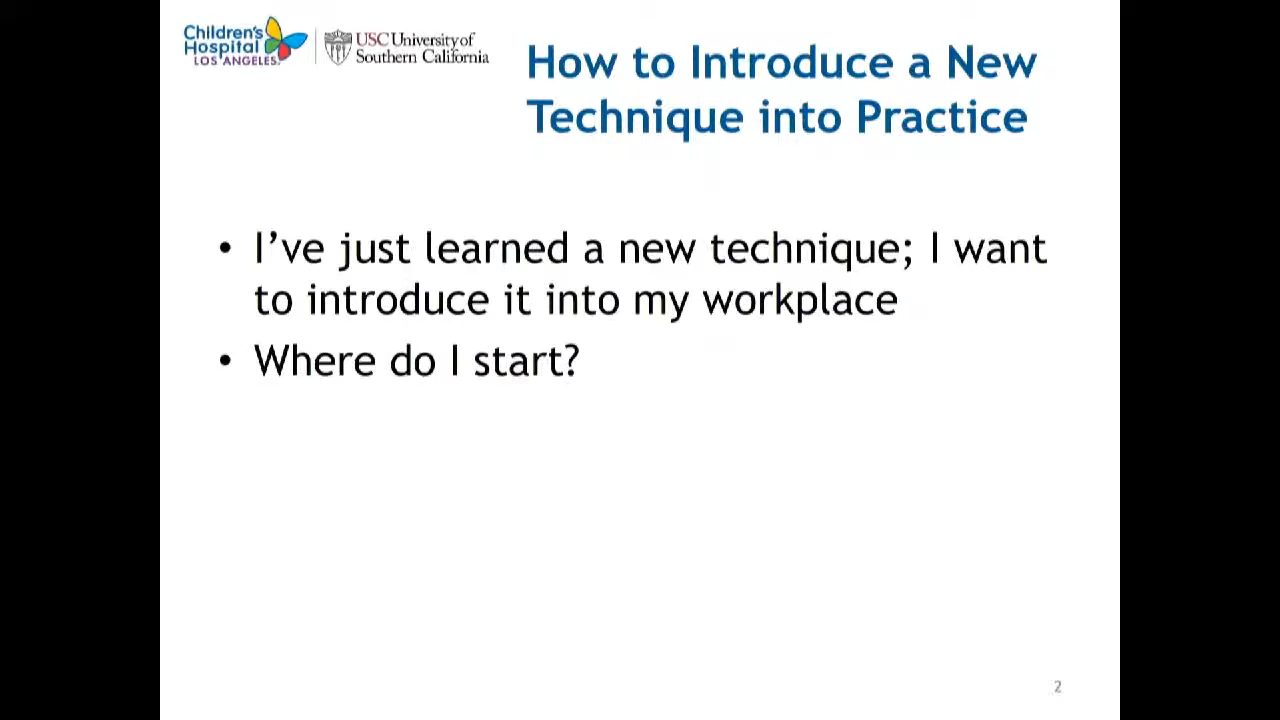 Children's
Hospital
LOS ANGELES
USC University of
Southern California
How to Introduce a New
Technique into Practice
• I've just learned a new technique; I want
to introduce it into my workplace
• Where do I start?
2